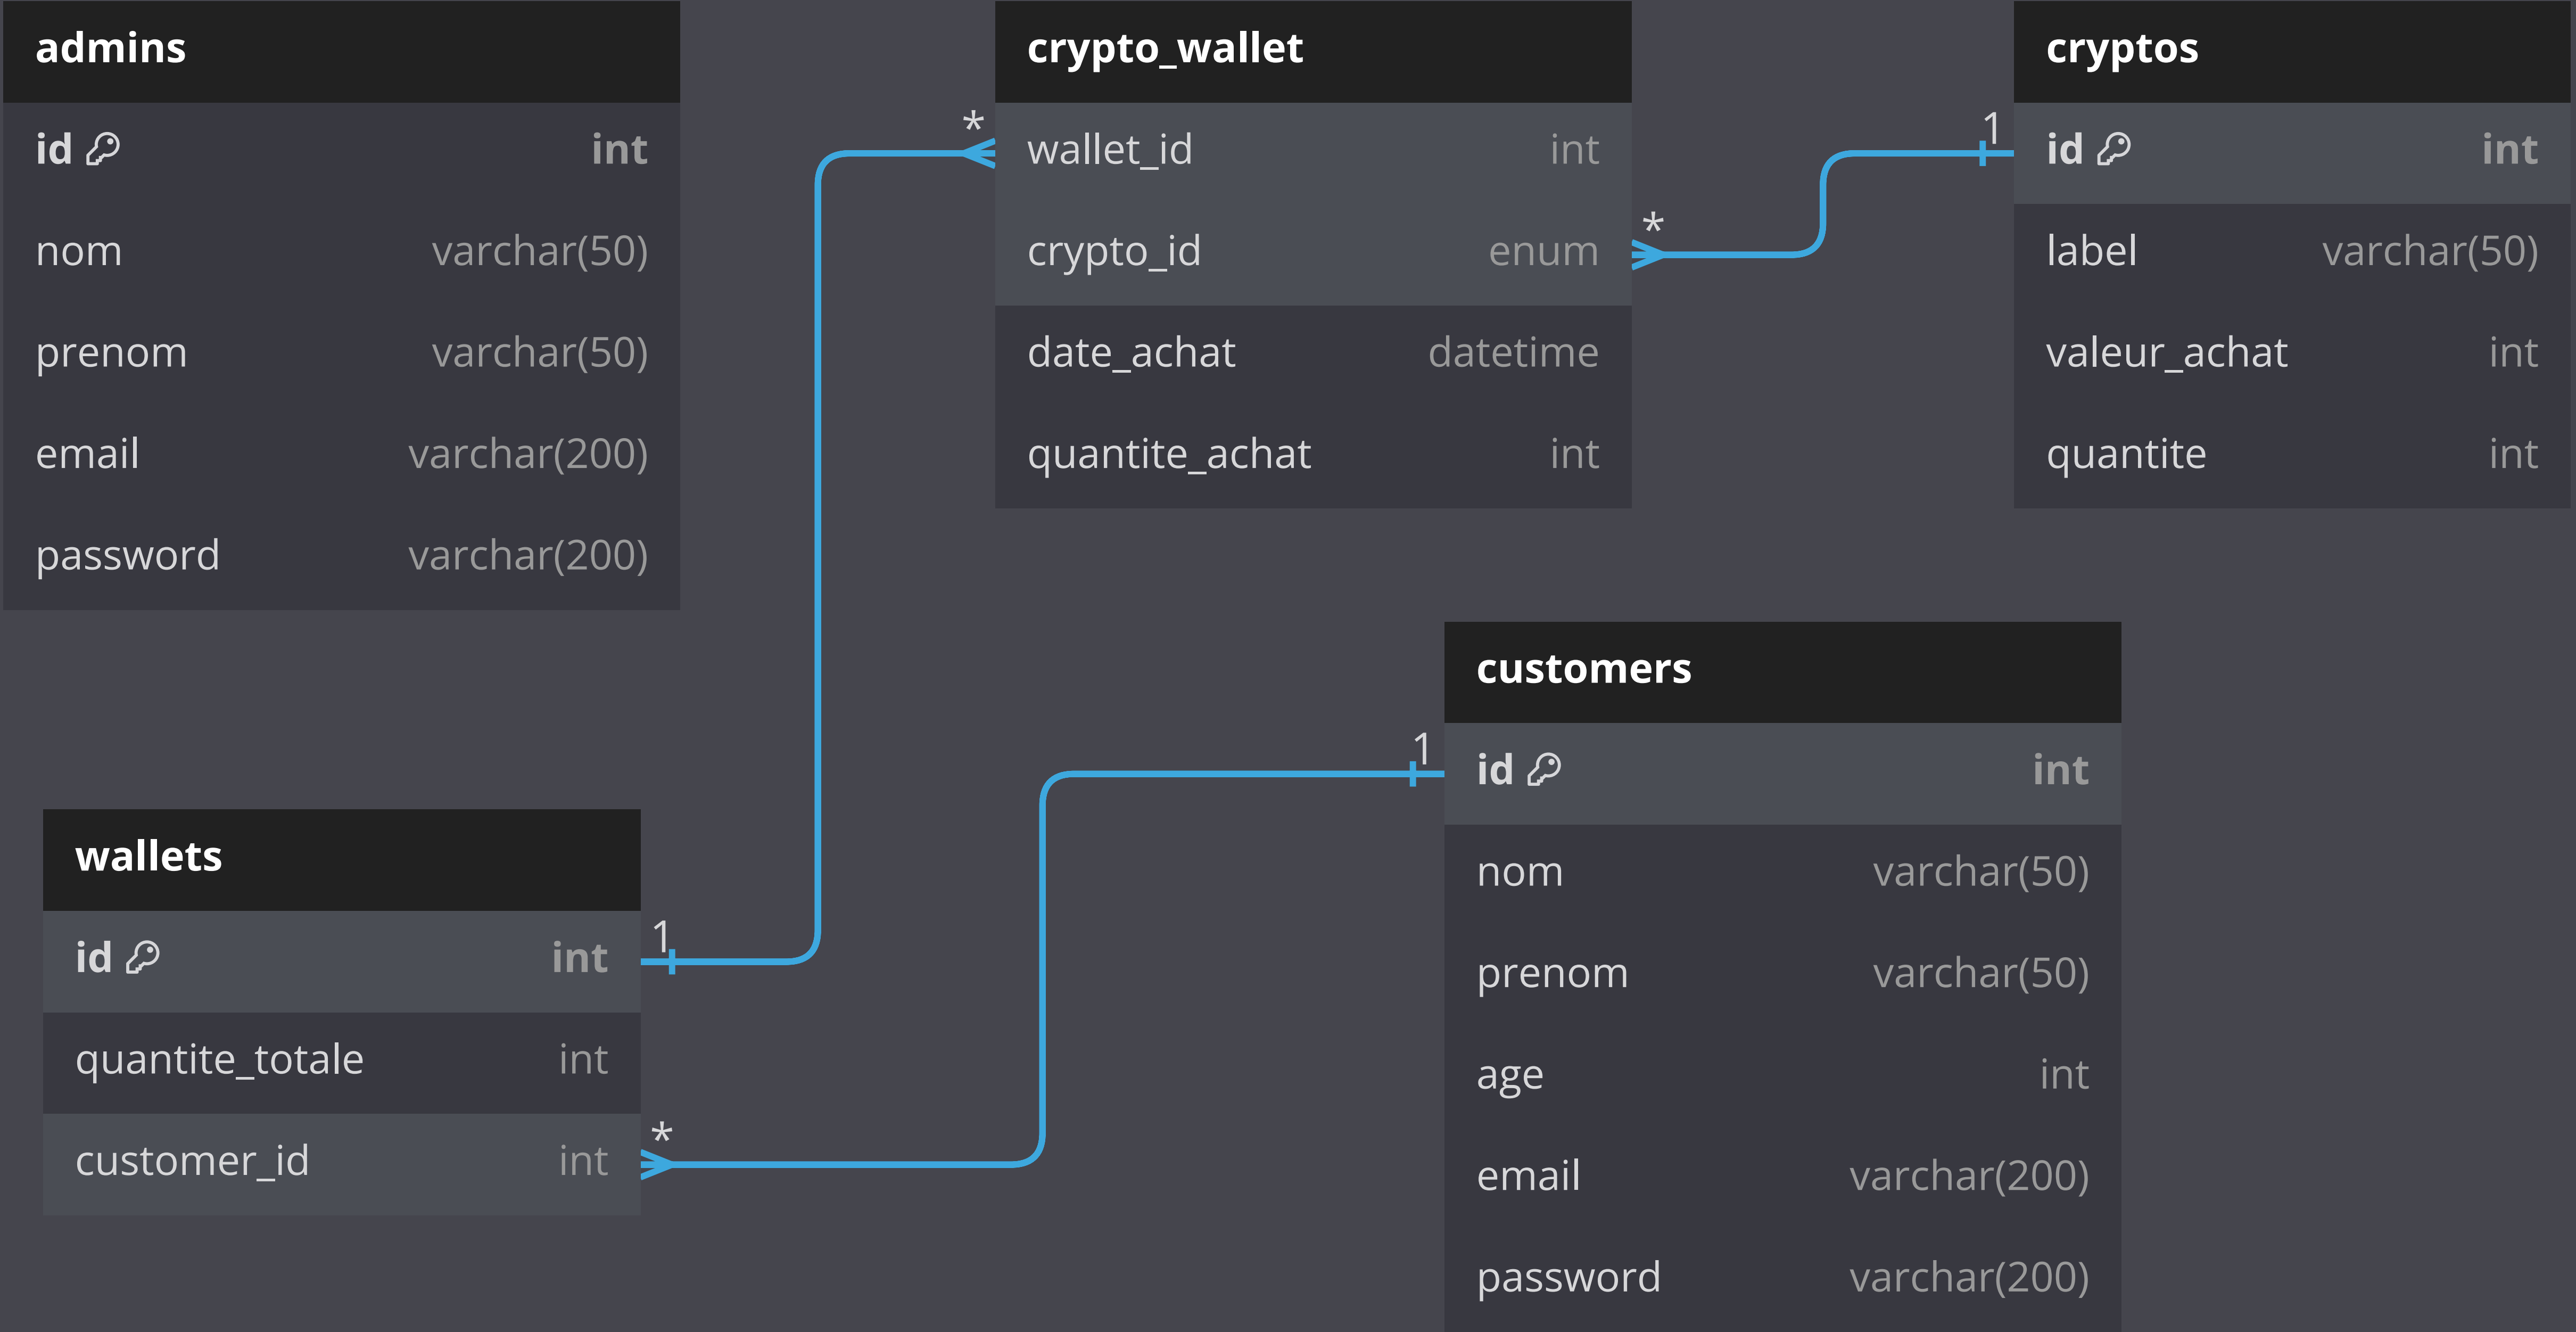 admins
id int
nom varchar(50)
prenom varchar(50)
email varchar(200)
password varchar(200)
crypto_wallet
* wallet_id int
crypto_id enum *
date_achat datetime
quantite_achat int
cryptos
1 id int
label varchar(50)
valeur_achat int
quantite int
customers
1 id int
nom varchar(50)
prenom varchar(50)
age int
email varchar(200)
password varchar(200)
wallets
id int 1
quantite_totale int
customer_id int *